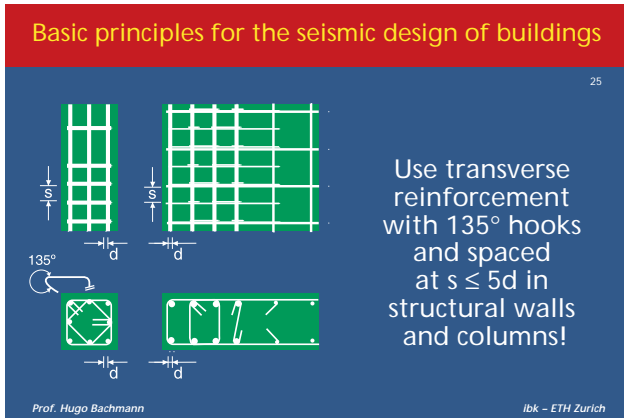 Basic principles for the seismic design of buildings
25
s
s
d
d
135°
d
d
Use transverse
reinforcement
with 135° hooks
and spaced
at s ≤ 5d in
structural walls
and columns!
Prof. Hugo Bachmann
ibk – ETH Zurich